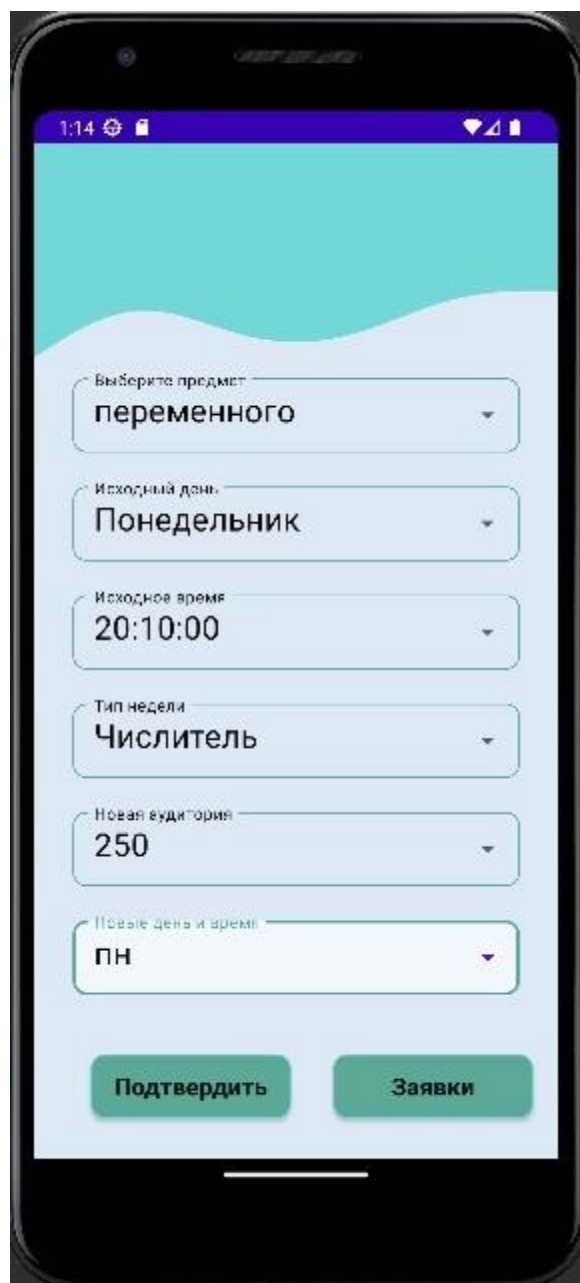 1:14
Выберите предмет
переменного
Исходный день
Понедельник
Исходное время
20:10:00
Тип недели
Числитель
Новая аудитория
250
Новые день и время
пн
Подтвердить Заявки